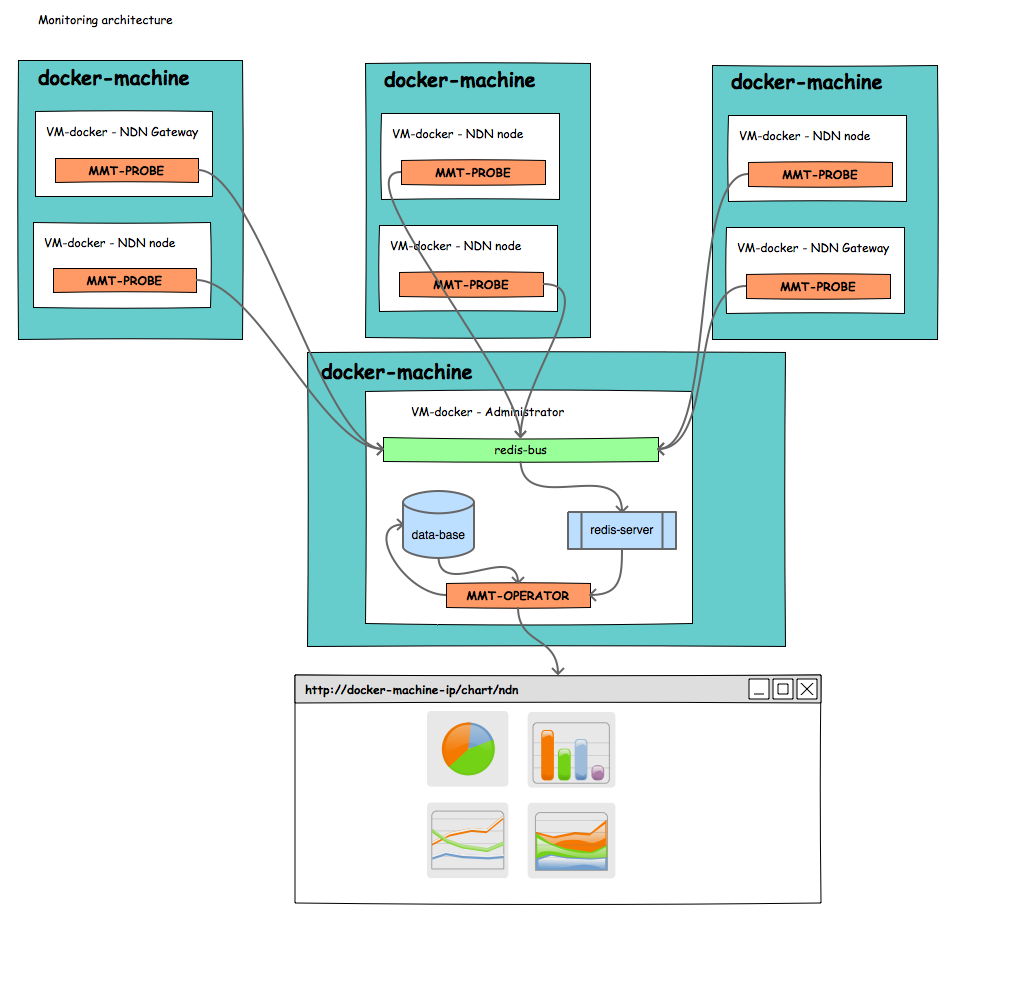 Monitoring architecture
docker-machine
VM-docker - NDN Gateway
MMT-PROBE
VM-docker - NDN node
MMT-PROBE
docker-machine
VM-docker - NDN node
MMT-PROBE
VM-docker - NDN node
MMT-PROBE
docker-machine
VM-docker - NDN node
MMT-PROBE
VM-docker - NDN Gateway
MMT-PROBE
docker-machine
VM-docker - Administrator
redis-bus
data-base
redis-server
MMT-OPERATOR
http://docker-machine-ip/chart/ndn